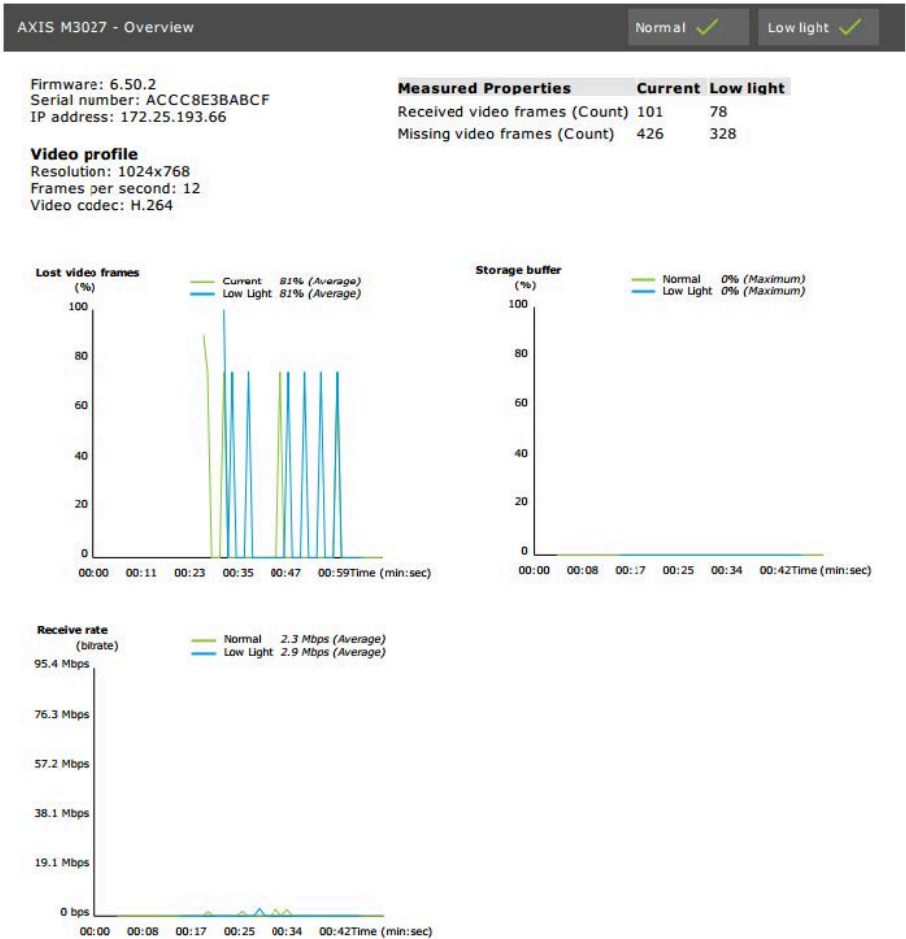 AXIS M3027 - Overview
Normal
Low light
Firmware: 6.50.2
Serial number: ACCC8E3BABCF
IP address: 172.25.193.66
Video profile
Resolution: 1024x768
Frames per second: 12
Video codec: H.264
Measured Properties Current Low light
Received video frames (Count) 101 78
Missing video frames (Count) 426 328
Lost video frames
(%)
Current 81% (Average)
Low Light 81% (Average)
100
80
60
40
20
0
00:00 00:11 00:23 00:35 00:47 00:59Time (min:sec)
Storage buffer
(%)
Normal 0% (Maximum)
Low Light 0% (Maximum)
100
80
60
40
20
0
00:00 00:08 00:17 00:25 00:34 00:42Time (min:sec)
Receive rate
(bitrate)
Normal 2.3 Mbps (Average)
Low Light 2.9 Mbps (Average)
95.4 Mbps
76.3 Mbps
57.2 Mbps
38.1 Mbps
19.1 Mbps
0 bps
00:00 00:08 00:17 00:25 00:34 00:42Time (min:sec)